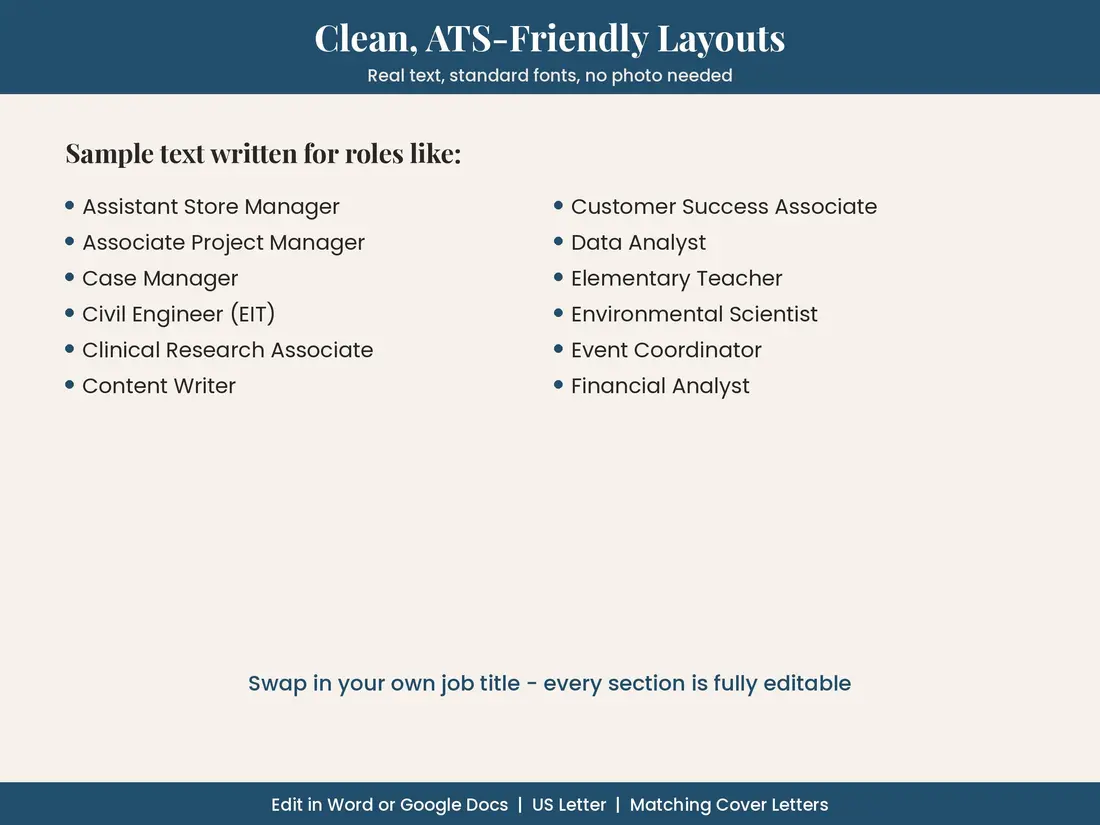 Clean, ATS-Friendly Layouts
Real text, standard fonts, no photo needed
Sample text written for roles like:
• Assistant Store Manager
• Associate Project Manager
• Case Manager
• Civil Engineer (EIT)
• Clinical Research Associate
• Content Writer
• Customer Success Associate
• Data Analyst
• Elementary Teacher
• Environmental Scientist
• Event Coordinator
• Financial Analyst
Swap in your own job title - every section is fully editable
Edit in Word or Google Docs | US Letter | Matching Cover Letters